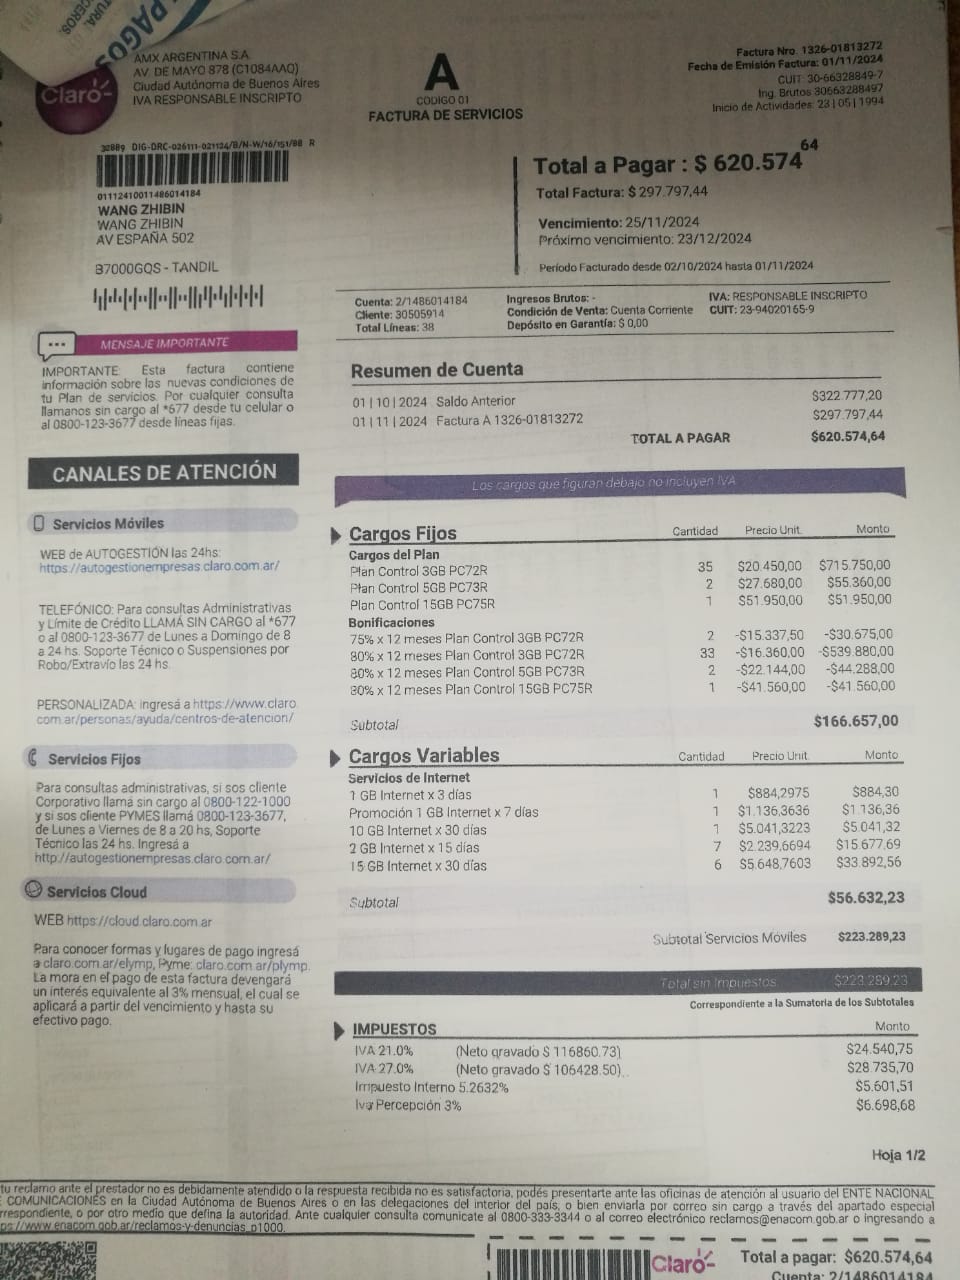 PAGOS
Claro
AMX ARGENTINA S.A.
AV. DE MAYO 878 (C1084AAQ)
Ciudad Autónoma de Buenos Aires
IVA RESPONSABLE INSCRIPTO
A
CODIGO 01
FACTURA DE SERVICIOS
Factura Nro. 1326-01813272
Fecha de Emisión Factura: 01/11/2024
CUIT: 30-66328849-7
Ing. Brutos 30663288497
Inicio de Actividades: 23|05|1994
32889 DIG-DRC-026111-021124/B/N-W/16/151/88 R
01112410011486014184
WANG ZHIBIN
WANG ZHIBIN
AV ESPAÑA 502
B7000GQS - TANDIL
Total a Pagar : $ 620.574 64
Total Factura: $ 297.797,44
Vencimiento: 25/11/2024
Próximo vencimiento: 23/12/2024
Período Facturado desde 02/10/2024 hasta 01/11/2024
Cuenta: 2/1486014184
Cliente: 30505914
Total Líneas: 38
Ingresos Brutos: -
Condición de Venta: Cuenta Corriente
Depósito en Garantía: $ 0,00
IVA: RESPONSABLE INSCRIPTO
CUIT: 23-94020165-9
MENSAJE IMPORTANTE
IMPORTANTE: Esta factura contiene
información sobre las nuevas condiciones de
tu Plan de servicios. Por cualquier consulta
llamanos sin cargo al *677 desde tu celular o
al 0800-123-3677 desde líneas fijas.
Resumen de Cuenta
01|10|2024 Saldo Anterior $322.777,20
01|11|2024 Factura A 1326-01813272 $297.797,44
TOTAL A PAGAR $620.574,64
CANALES DE ATENCIÓN
Servicios Móviles
WEB de AUTOGESTIÓN las 24hs:
https://autogestionempresas.claro.com.ar/
TELEFÓNICO: Para consultas Administrativas
y Límite de Crédito LLAMÁ SIN CARGO al *677
o al 0800-123-3677 de Lunes a Domingo de 8
a 24 hs. Soporte Técnico o Suspensiones por
Robo/Extravío las 24 hs.
PERSONALIZADA: ingresá a https://www.claro.
com.ar/personas/ayuda/centros-de-atencion/
Servicios Fijos
Para consultas administrativas, si sos cliente
Corporativo llamá sin cargo al 0800-122-1000
y si sos cliente PYMES llamá 0800-123-3677,
de Lunes a Viernes de 8 a 20 hs, Soporte
Técnico las 24 hs. Ingresá a
http://autogestionempresas.claro.com.ar/
Servicios Cloud
WEB https://cloud.claro.com.ar
Para conocer formas y lugares de pago ingresá
a claro.com.ar/elymp, Pyme: claro.com.ar/plymp.
La mora en el pago de esta factura devengará
un interés equivalente al 3% mensual, el cual se
aplicará a partir del vencimiento y hasta su
efectivo pago.
Los cargos que figuran debajo no incluyen IVA
Cargos Fijos Cantidad Precio Unit. Monto
Cargos del Plan
Plan Control 3GB PC72R 35 $20.450,00 $715.750,00
Plan Control 5GB PC73R 2 $27.680,00 $55.360,00
Plan Control 15GB PC75R 1 $51.950,00 $51.950,00
Bonificaciones
75% x 12 meses Plan Control 3GB PC72R 2 -$15.337,50 -$30.675,00
80% x 12 meses Plan Control 3GB PC72R 33 -$16.360,00 -$539.880,00
80% x 12 meses Plan Control 5GB PC73R 2 -$22.144,00 -$44.288,00
80% x 12 meses Plan Control 15GB PC75R 1 -$41.560,00 -$41.560,00
Subtotal $166.657,00
Cargos Variables Cantidad Precio Unit. Monto
Servicios de Internet
1 GB Internet x 3 días 1 $884,2975 $884,30
Promoción 1 GB Internet x 7 días 1 $1.136,3636 $1.136,36
10 GB Internet x 30 días 1 $5.041,3223 $5.041,32
2 GB Internet x 15 días 7 $2.239,6694 $15.677,69
15 GB Internet x 30 días 6 $5.648,7603 $33.892,56
Subtotal $56.632,23
Subtotal Servicios Móviles $223.289,23
Total sin Impuestos $223.289,23
Correspondiente a la Sumatoria de los Subtotales
IMPUESTOS Monto
IVA 21.0% (Neto gravado $ 116860.73) $24.540,75
IVA 27.0% (Neto gravado $ 106428.50) $28.735,70
Impuesto Interno 5.2632% $5.601,51
Iva Percepción 3% $6.698,68
Hoja 1/2
tu reclamo ante el prestador no es debidamente atendido o la respuesta recibida no es satisfactoria, podés presentarte ante las oficinas de atención al usuario del ENTE NACIONAL
COMUNICACIONES en la Ciudad Autónoma de Buenos Aires o en las delegaciones del interior del país, o bien enviarla por correo sin cargo a través del apartado especial
rrespondiente, o por otro medio que defina la autoridad. Ante cualquier consulta comunicate al 0800-333-3344 o al correo electrónico reclamos@enacom.gob.ar o ingresando a
ps://www.enacom.gob.ar/reclamos-y-denuncias_p1000.
Claro
Total a pagar: $620.574,64
Cuenta: 2/1486014184